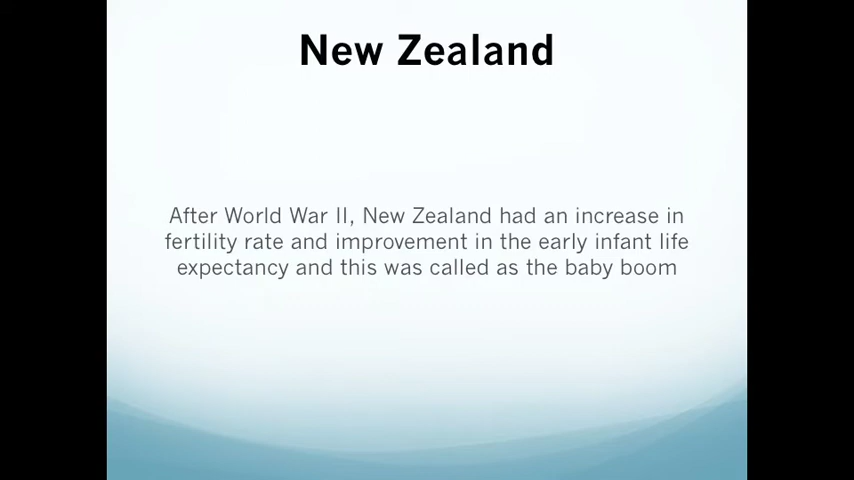 New Zealand
After World War II, New Zealand had an increase in
fertility rate and improvement in the early infant life
expectancy and this was called as the baby boom